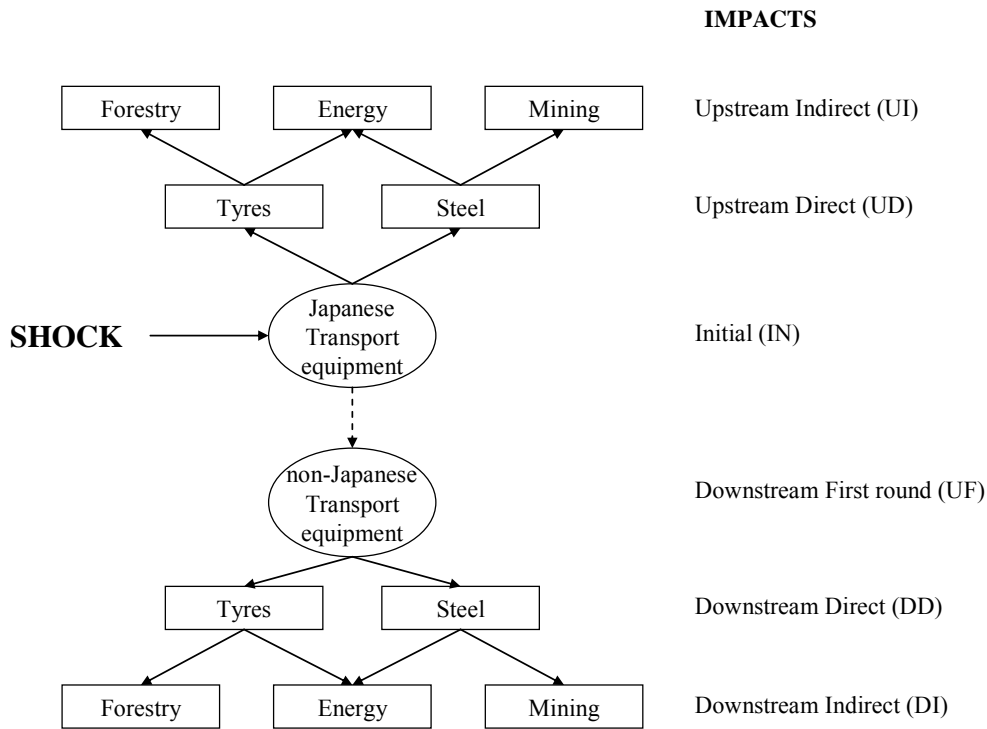 IMPACTS
Forestry
Energy
Mining
Upstream Indirect (UI)
Tyres
Steel
Upstream Direct (UD)
SHOCK
Japanese
Transport
equipment
Initial (IN)
non-Japanese
Transport
equipment
Downstream First round (UF)
Tyres
Steel
Downstream Direct (DD)
Forestry
Energy
Mining
Downstream Indirect (DI)